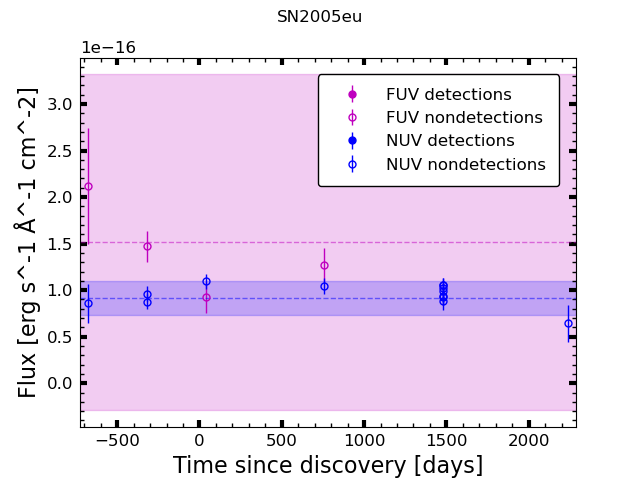 SN2005eu
1e−16
FUV detections
FUV nondetections
NUV detections
NUV nondetections
3.0
2.5
2.0
1.5
1.0
0.5
0.0
Flux [erg s^-1 Å^-1 cm^-2]
−500 0 500 1000 1500 2000
Time since discovery [days]